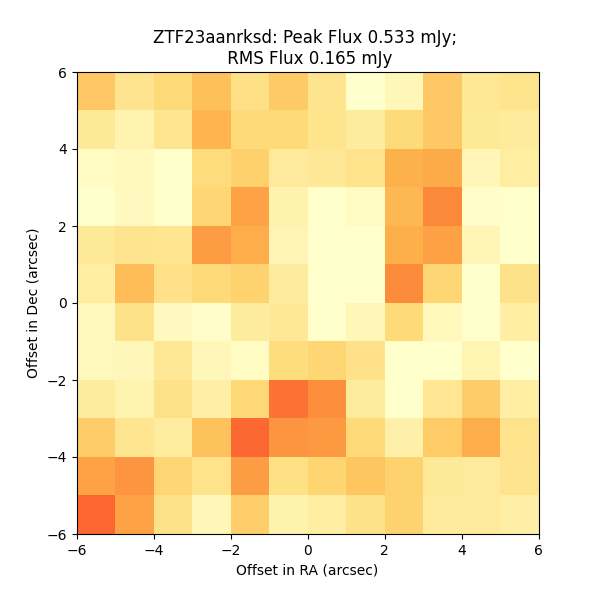 ZTF23aanrksd: Peak Flux 0.533 mJy;
RMS Flux 0.165 mJy
6
4
2
0
−2
−4
−6
Offset in Dec (arcsec)
−6 −4 −2 0 2 4 6
Offset in RA (arcsec)